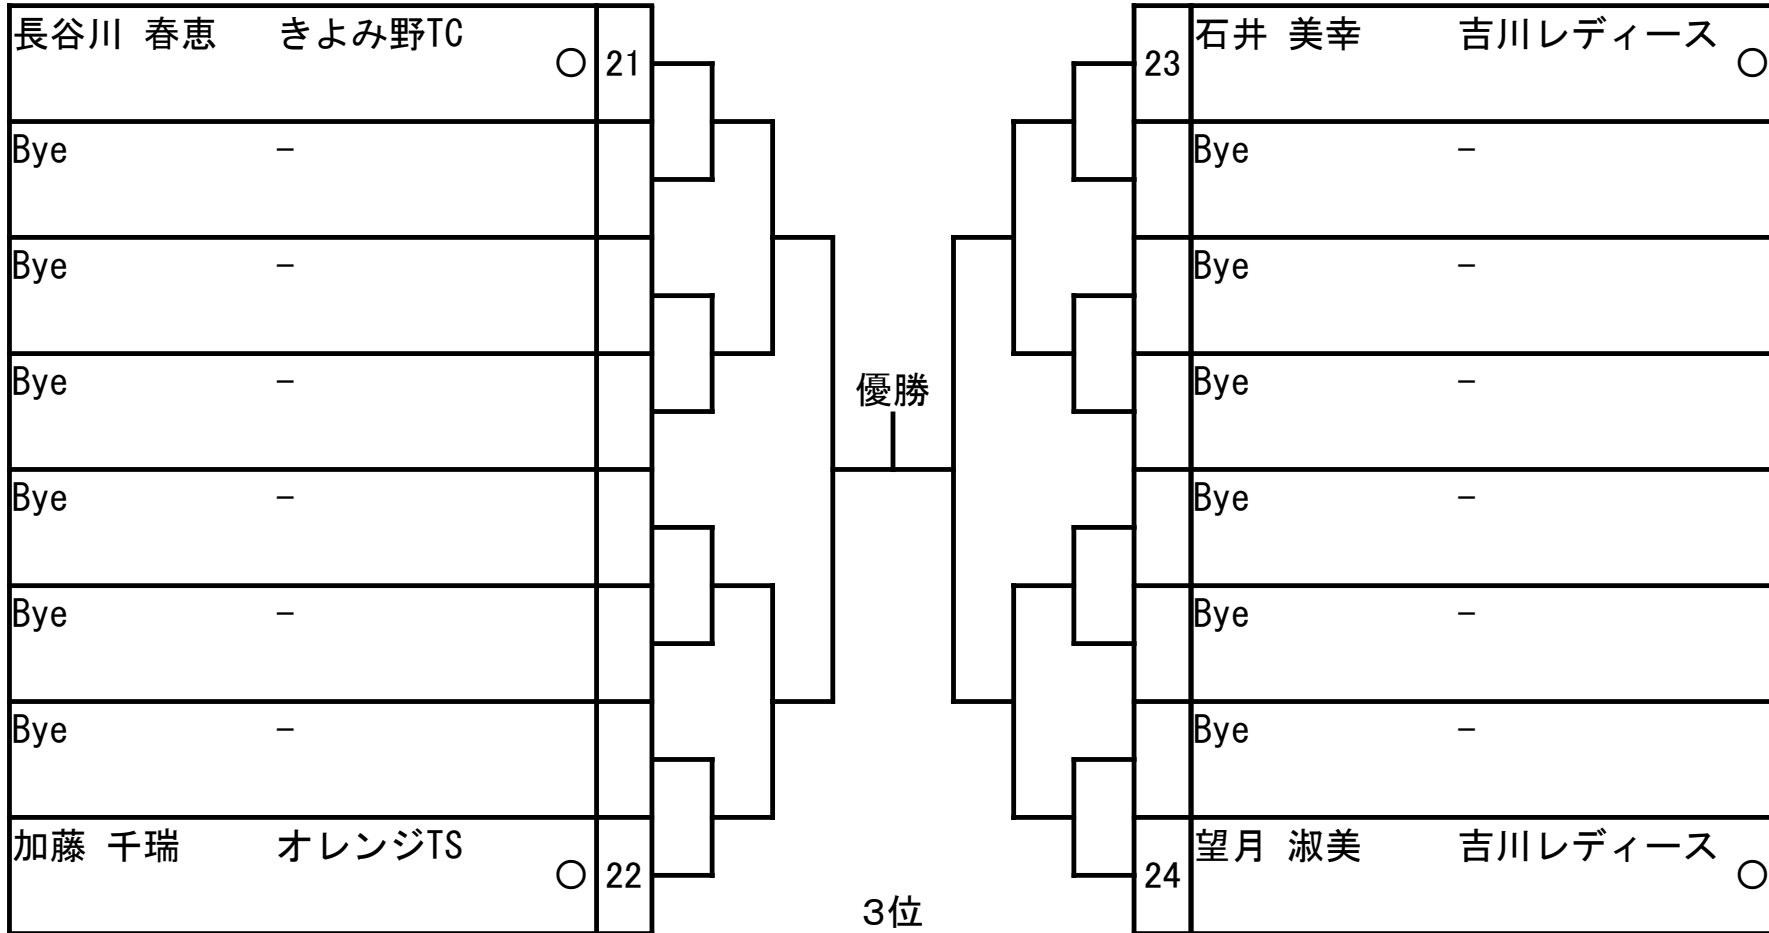 長谷川 春恵 きよみ野TC ○ 21
Bye -
Bye -
Bye -
Bye -
Bye -
Bye -
加藤 千瑞 オレンジTS ○ 22
優勝
3位
23 石井 美幸 吉川レディース ○
Bye -
Bye -
Bye -
Bye -
Bye -
Bye -
24 望月 淑美 吉川レディース ○